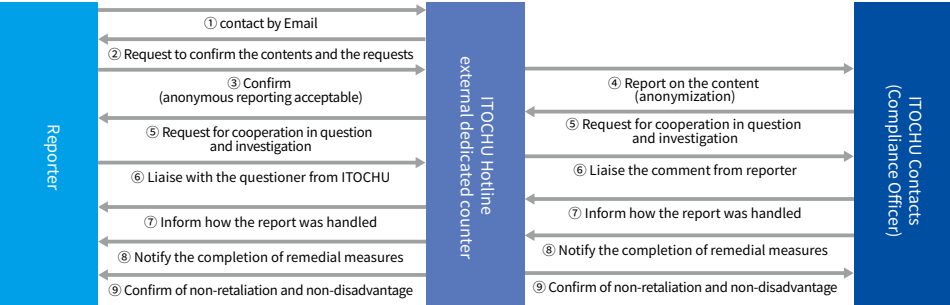 Reporter
① contact by Email
② Request to confirm the contents and the requests
③ Confirm
(anonymous reporting acceptable)
⑤ Request for cooperation in question
and investigation
⑥ Liaise with the questioner from ITOCHU
⑦ Inform how the report was handled
⑧ Notify the completion of remedial measures
⑨ Confirm of non-retaliation and non-disadvantage
ITOCHU Hotline
external dedicated counter
④ Report on the content
(anonymization)
⑤ Request for cooperation in question
and investigation
⑥ Liaise the comment from reporter
⑦ Inform how the report was handled
⑧ Notify the completion of remedial measures
⑨ Confirm of non-retaliation and non-disadvantage
ITOCHU Contacts
(Compliance Officer)